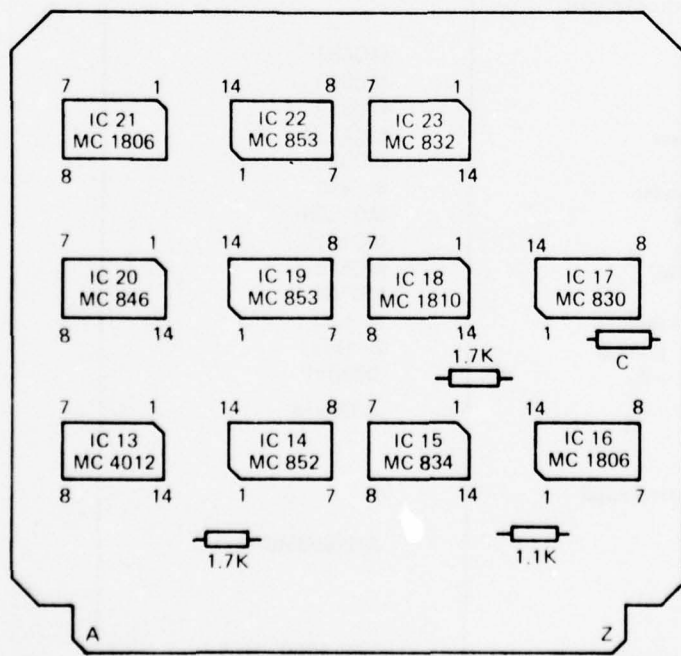 7 1 14 8 7 1
IC 21 IC 22 IC 23
MC 1806 MC 853 MC 832
8 1 7 14
7 1 14 8 7 1 14 8
IC 20 IC 19 IC 18 IC 17
MC 846 MC 853 MC 1810 MC 830
8 14 1 7 8 14 1
1.7K C
7 1 14 8 7 1 14 8
IC 13 IC 14 IC 15 IC 16
MC 4012 MC 852 MC 834 MC 1806
8 14 1 7 8 14 1 7
1.7K 1.1K
A Z